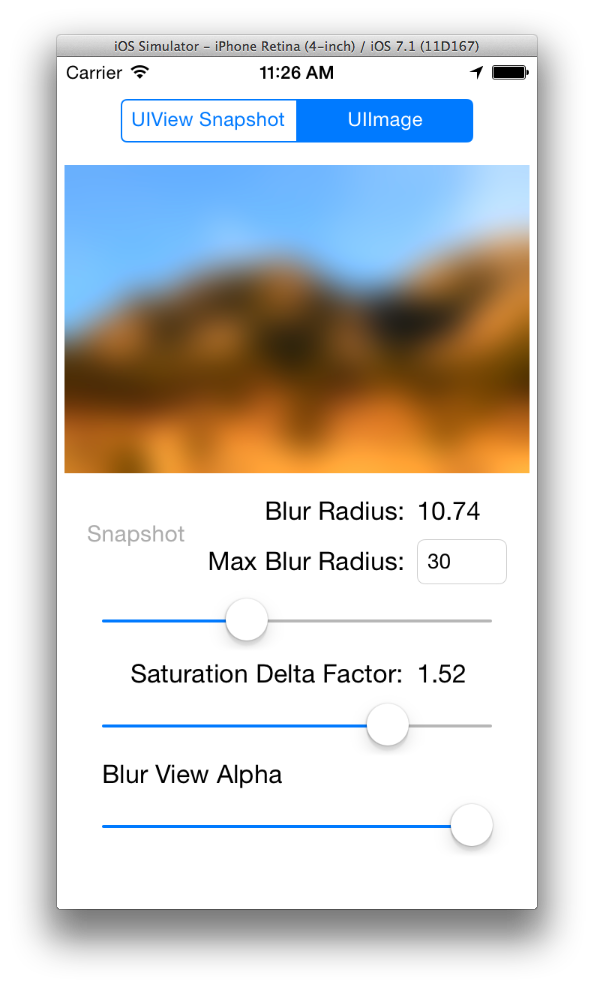 iOS Simulator – iPhone Retina (4-inch) / iOS 7.1 (11D167)
Carrier 11:26 AM
UIView Snapshot UIImage
Blur Radius: 10.74
Snapshot
Max Blur Radius: 30
Saturation Delta Factor: 1.52
Blur View Alpha